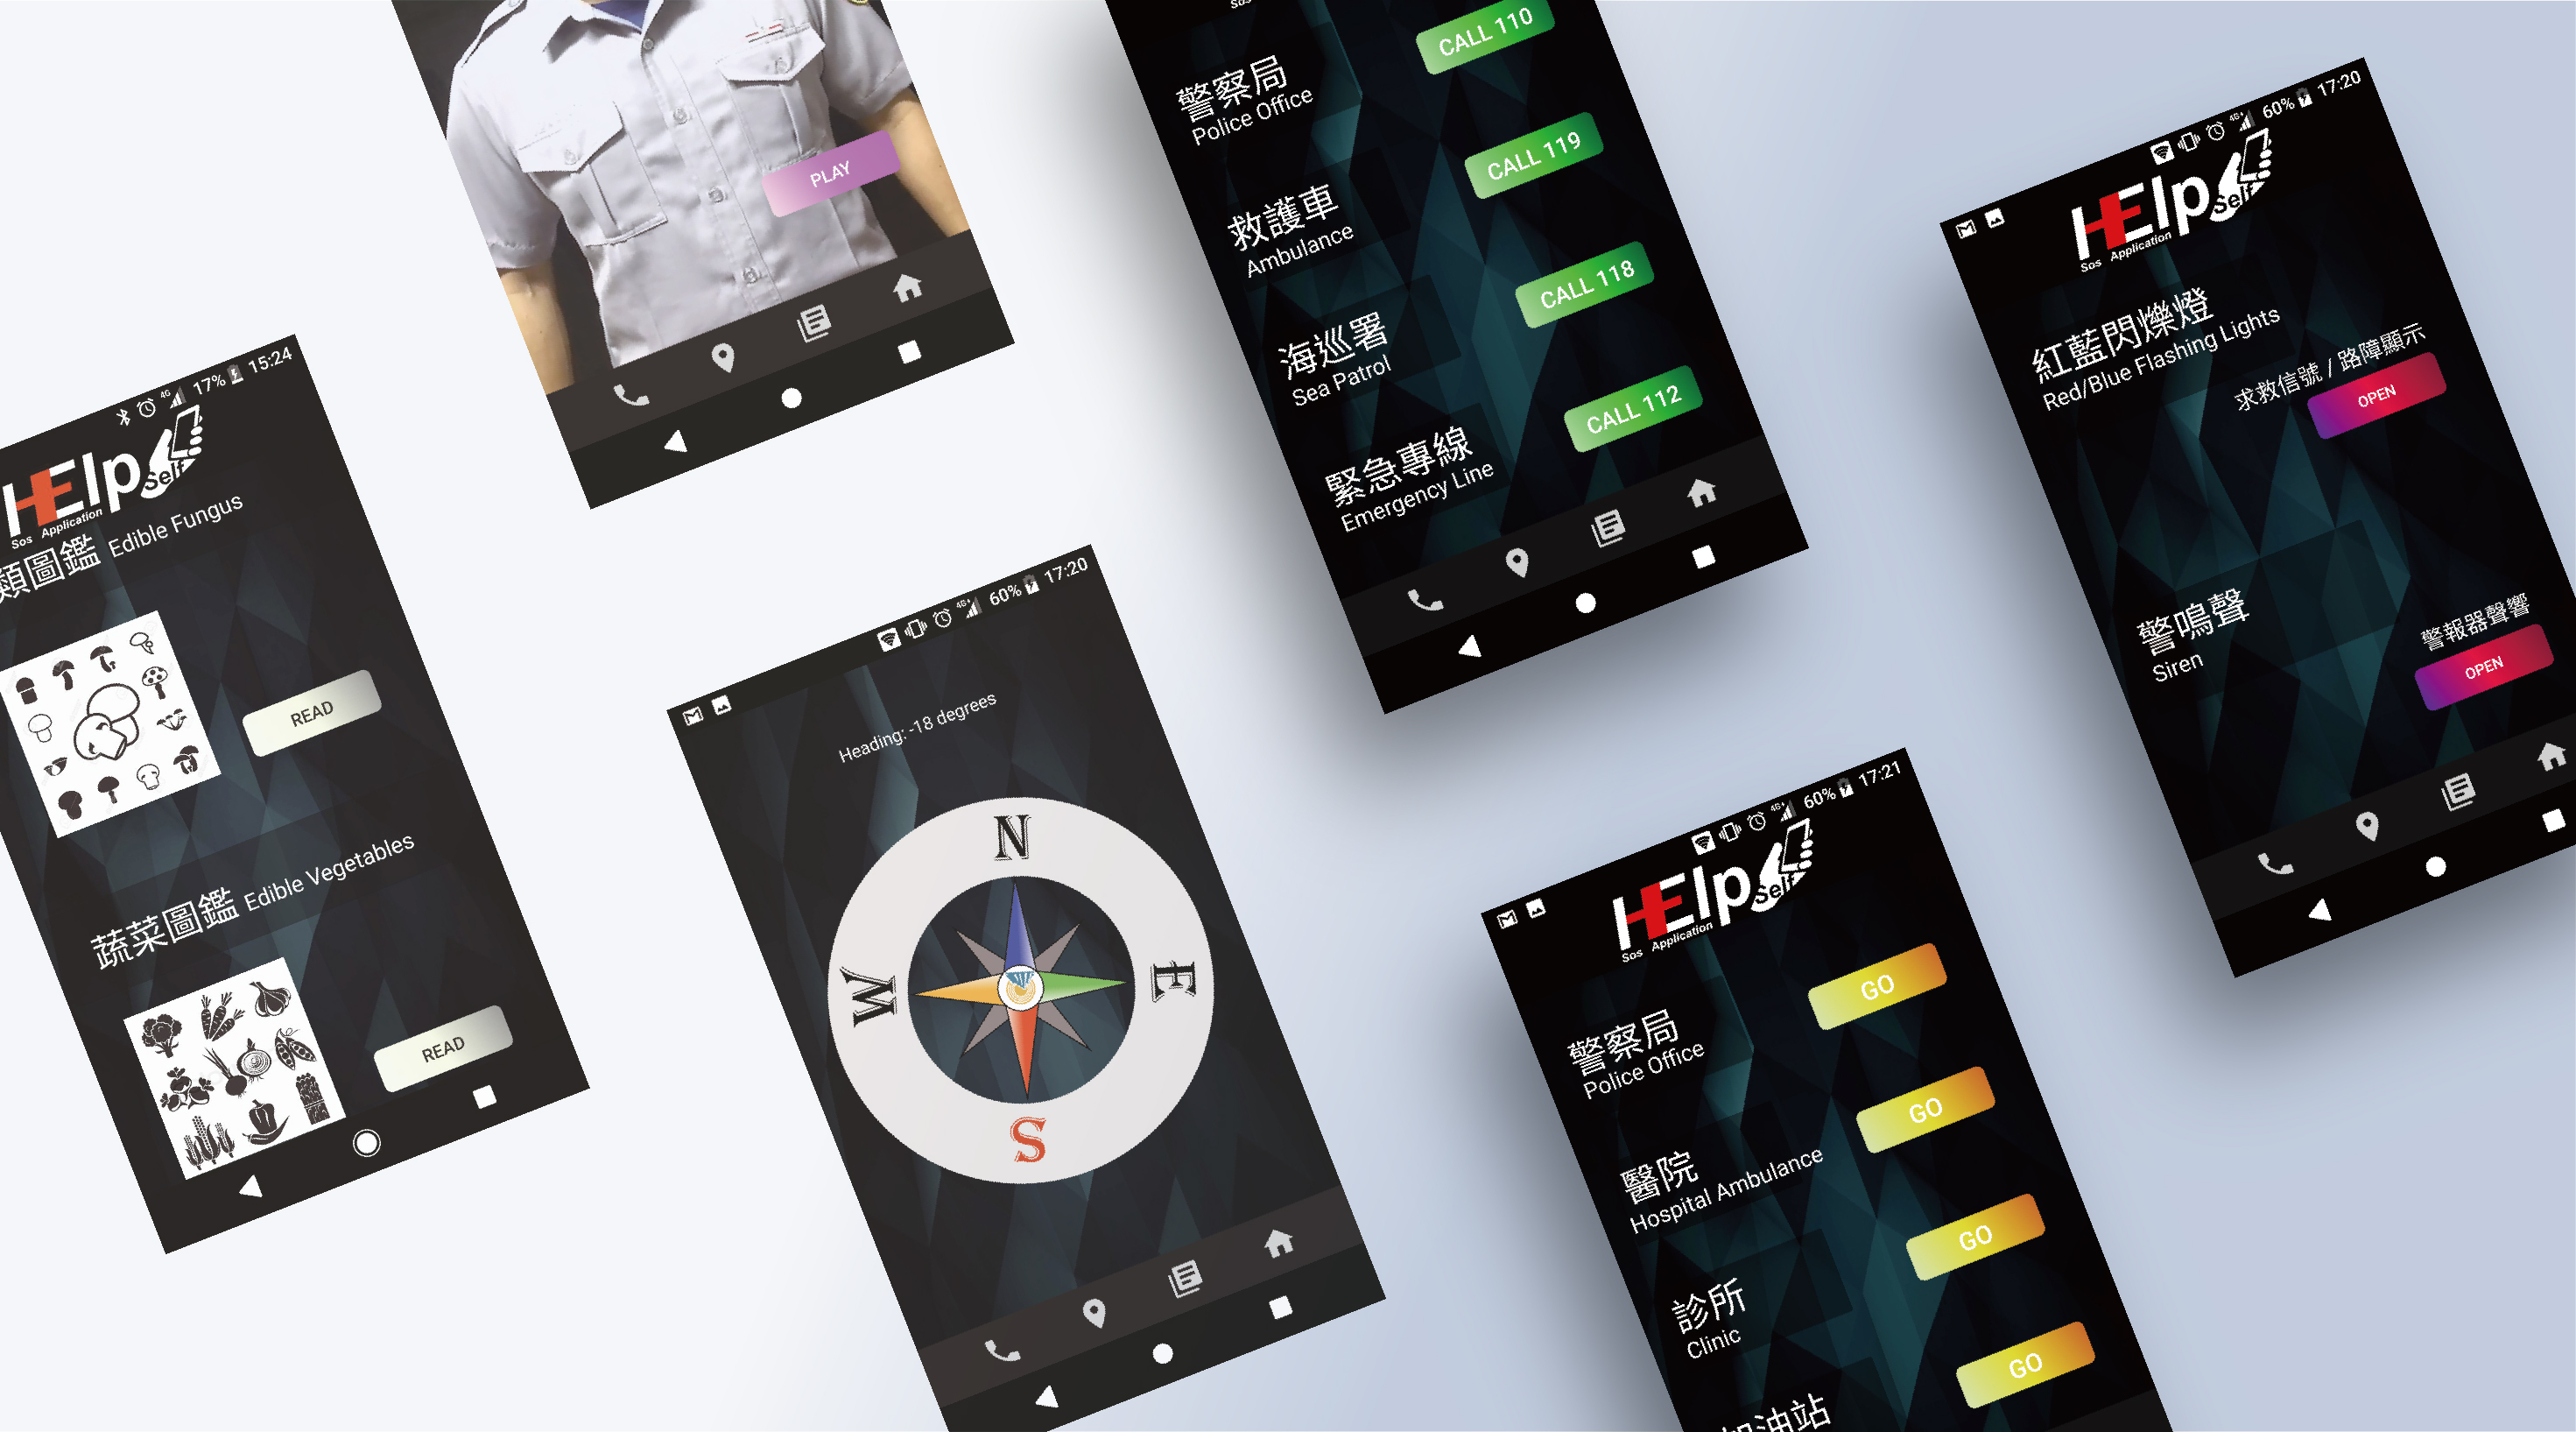 15:24
17%
4G
HElp
Self
Sos Application
類圖鑑 Edible Fungus
READ
蔬菜圖鑑 Edible Vegetables
READ
PLAY
17:20
60%
4G+
Heading: -18 degrees
N
W
E
S
Sos
CALL 110
警察局
Police Office
CALL 119
救護車
Ambulance
CALL 118
海巡署
Sea Patrol
CALL 112
緊急專線
Emergency Line
17:21
60%
4G+
HElp
Self
Sos Application
GO
警察局
Police Office
GO
醫院
Hospital Ambulance
GO
診所
Clinic
GO
加油站
17:20
60%
4G+
HElp
Self
Sos Application
紅藍閃爍燈
Red/Blue Flashing Lights
求救信號 / 路障顯示
OPEN
警鳴聲
Siren
警報器聲響
OPEN